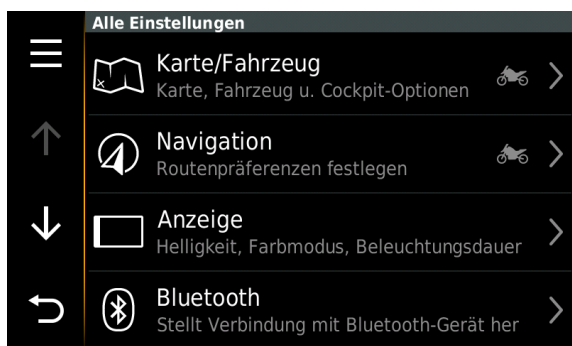 Alle Einstellungen
Karte/Fahrzeug
Karte, Fahrzeug u. Cockpit-Optionen
Navigation
Routenpräferenzen festlegen
Anzeige
Helligkeit, Farbmodus, Beleuchtungsdauer
Bluetooth
Stellt Verbindung mit Bluetooth-Gerät her